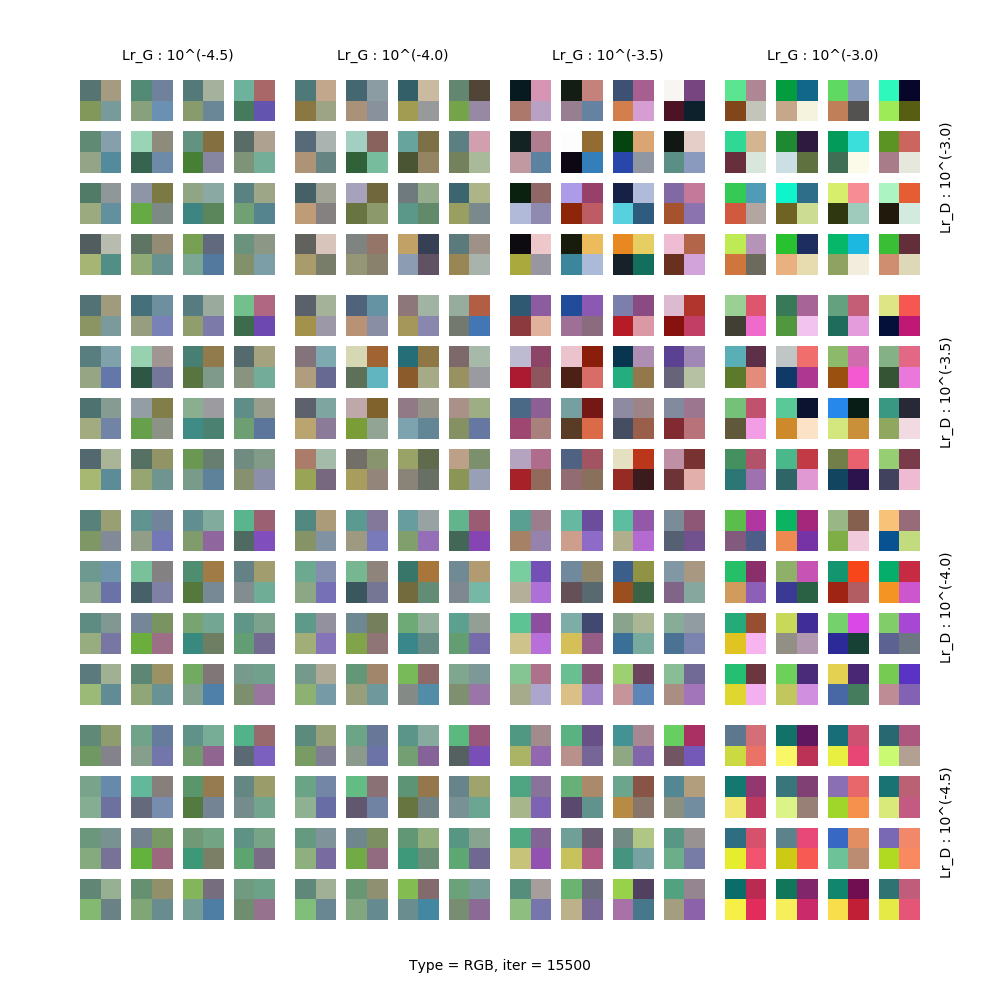 Lr_G : 10^(-4.5)
Lr_G : 10^(-4.0)
Lr_G : 10^(-3.5)
Lr_G : 10^(-3.0)
Lr_D : 10^(-3.0)
Lr_D : 10^(-3.5)
Lr_D : 10^(-4.0)
Lr_D : 10^(-4.5)
Type = RGB, iter = 15500